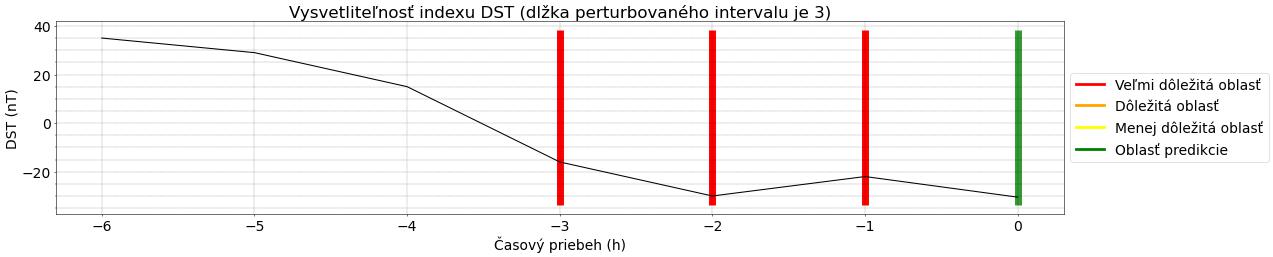 Vysvetliteľnosť indexu DST (dĺžka perturbovaného intervalu je 3)
40
20
0
−20
DST (nT)
−6
−5
−4
−3
−2
−1
0
Časový priebeh (h)
Veľmi dôležitá oblasť
Dôležitá oblasť
Menej dôležitá oblasť
Oblasť predikcie